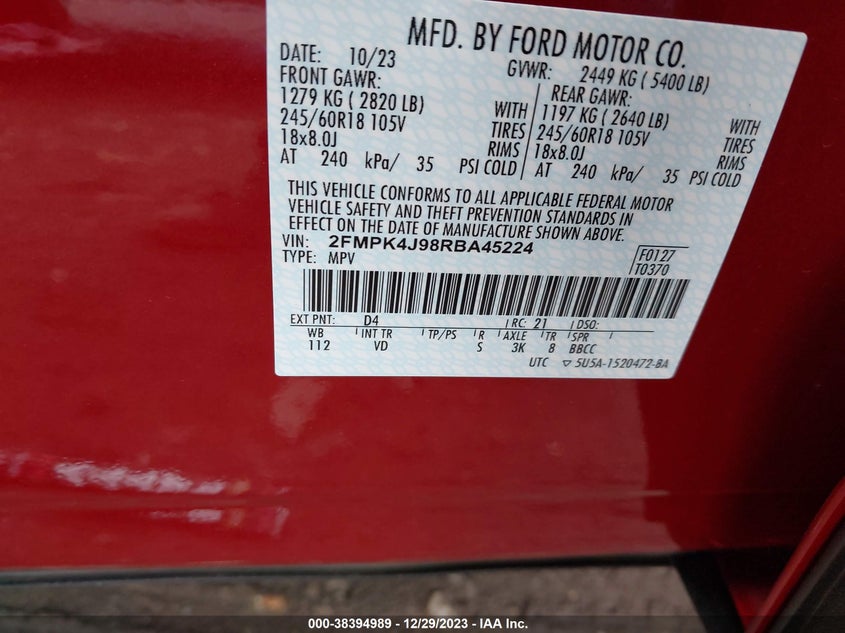 MFD. BY FORD MOTOR CO.
DATE: 10/23 GVWR: 2449 KG ( 5400 LB)
FRONT GAWR: REAR GAWR:
1279 KG ( 2820 LB) WITH 1197 KG ( 2640 LB) WITH
245/60R18 105V TIRES 245/60R18 105V TIRES
18x8.0J RIMS 18x8.0J RIMS
AT 240 kPa/ 35 PSI COLD AT 240 kPa/ 35 PSI COLD
THIS VEHICLE CONFORMS TO ALL APPLICABLE FEDERAL MOTOR
VEHICLE SAFETY AND THEFT PREVENTION STANDARDS IN
EFFECT ON THE DATE OF MANUFACTURE SHOWN ABOVE.
VIN: 2FMPK4J98RBA45224 F0127
TYPE: MPV T0370
EXT PNT: D4 RC: 21 DSO:
WB INT TR TP/PS R AXLE TR SPR
112 VD S 3K 8 BBCC
UTC ▽ 5U5A-1520472-BA
000-38394989 - 12/29/2023 - IAA Inc.